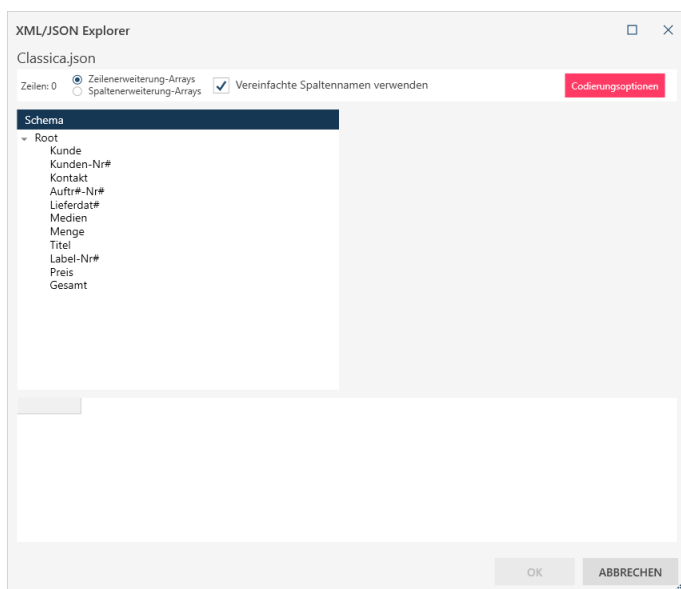 XML/JSON Explorer
Classica.json
Zeilen: 0
Zeilenerweiterung-Arrays
Spaltenerweiterung-Arrays
Vereinfachte Spaltennamen verwenden
Codierungsoptionen
Schema
Root
Kunde
Kunden-Nr#
Kontakt
Auftr#-Nr#
Lieferdat#
Medien
Menge
Titel
Label-Nr#
Preis
Gesamt
OK
ABBRECHEN